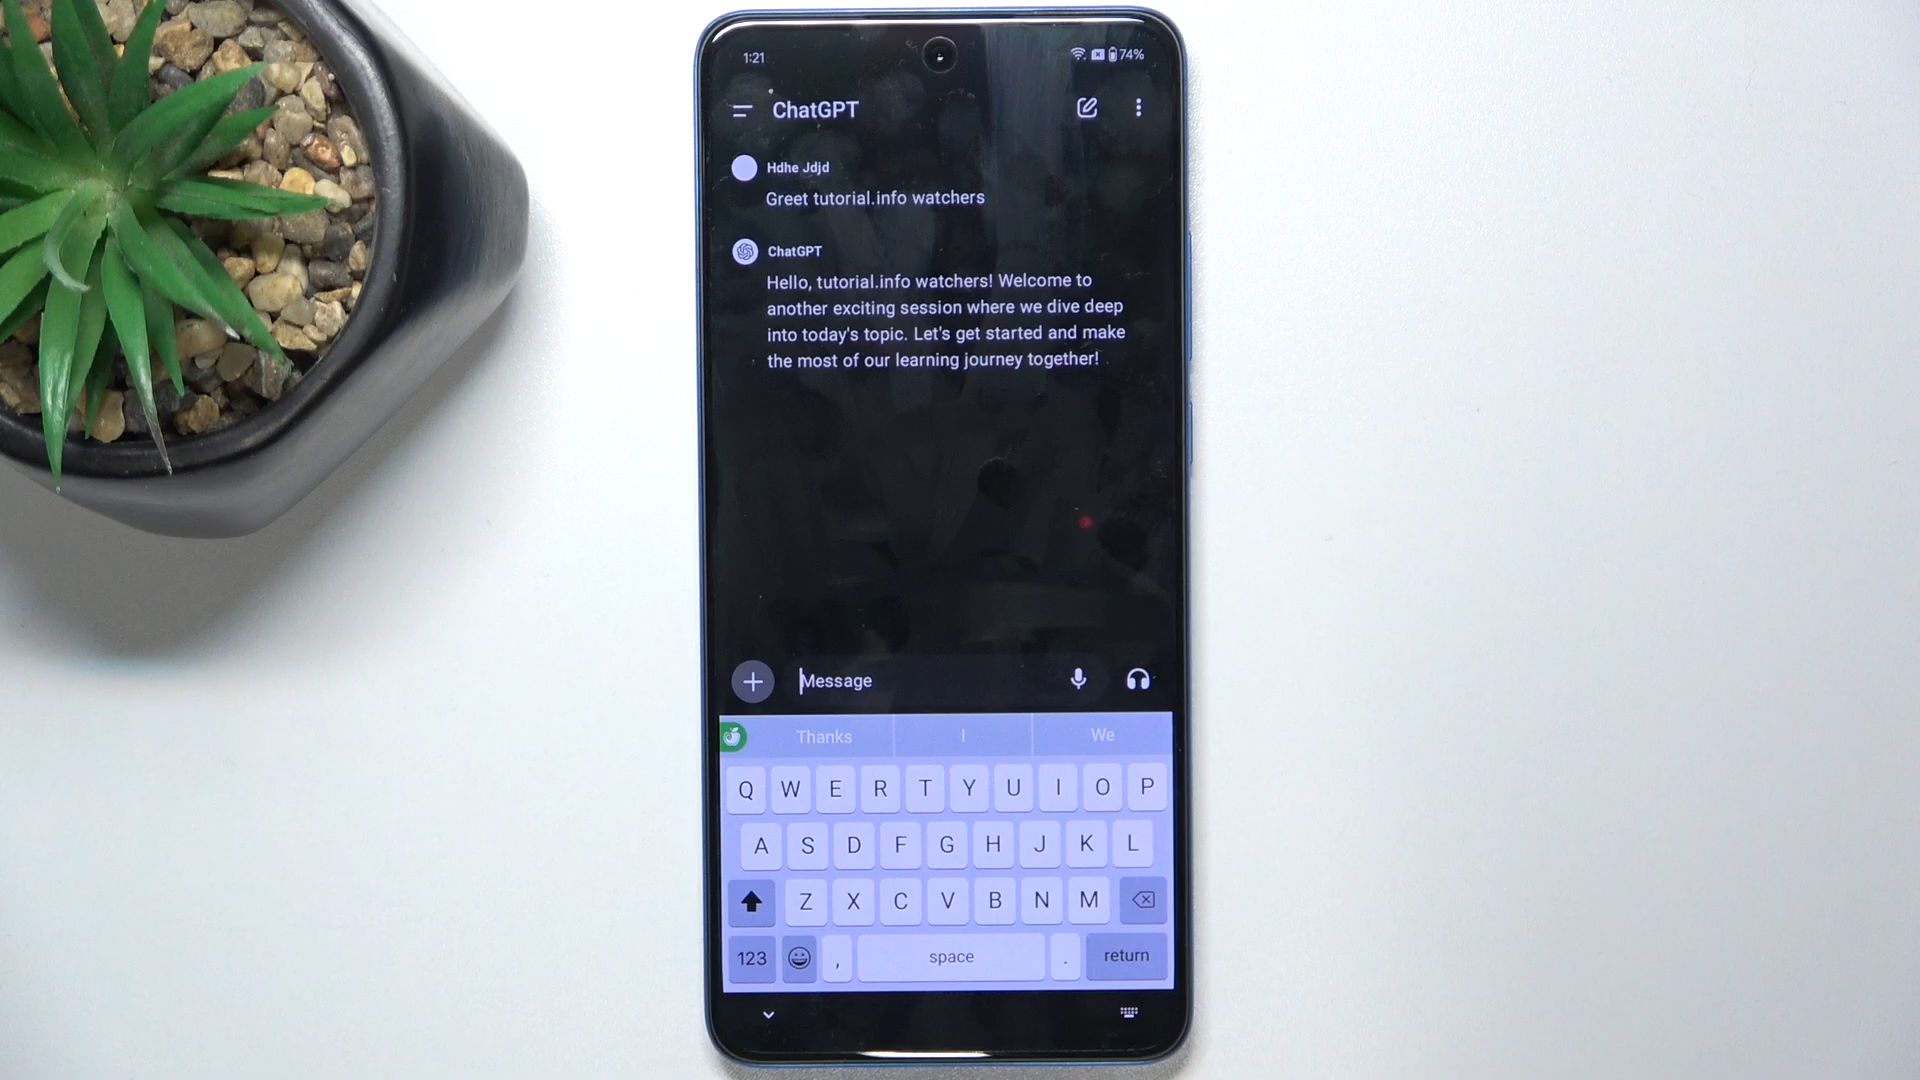 1:21
74%
ChatGPT
Hdhe Jdjd
Greet tutorial.info watchers
ChatGPT
Hello, tutorial.info watchers! Welcome to
another exciting session where we dive deep
into today's topic. Let's get started and make
the most of our learning journey together!
Message
Thanks I We
Q W E R T Y U I O P
A S D F G H J K L
Z X C V B N M
123 , space . return